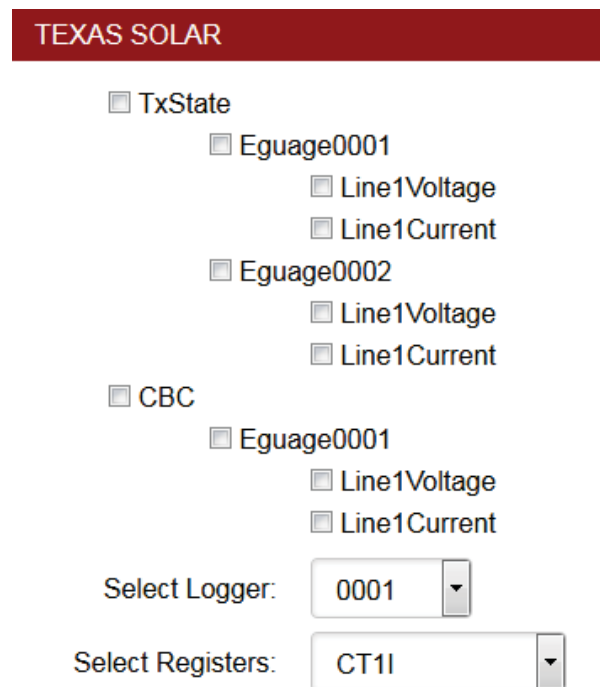 TEXAS SOLAR
TxState
Eguage0001
Line1Voltage
Line1Current
Eguage0002
Line1Voltage
Line1Current
CBC
Eguage0001
Line1Voltage
Line1Current
Select Logger: 0001
Select Registers: CT1I